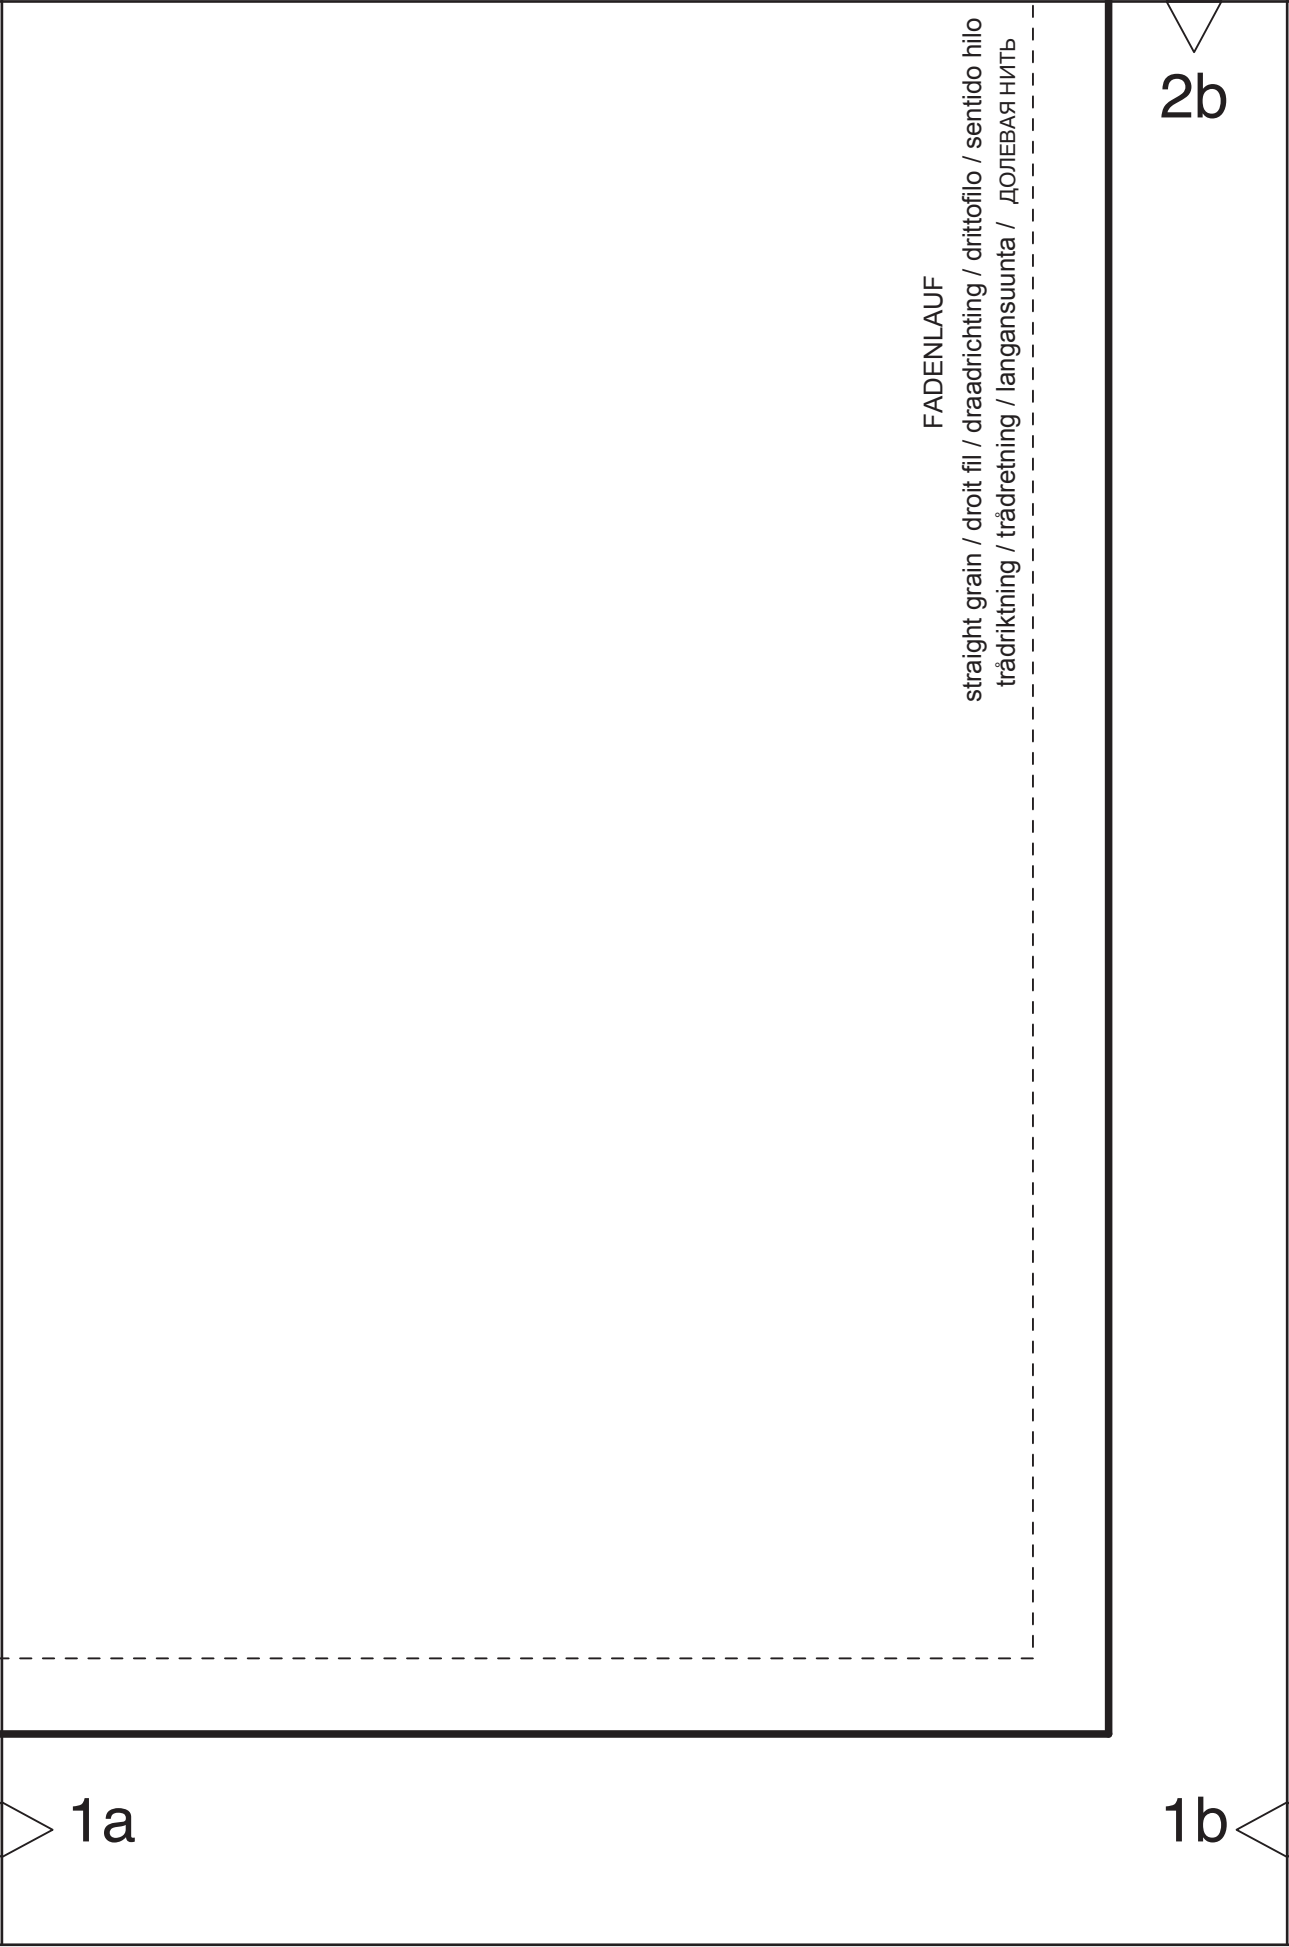 2b
FADENLAUF
straight grain / droit fil / draadrichting / drittofilo / sentido hilo
trådriktning / trådretning / langansuunta / ДОЛЕВАЯ НИТЬ
1a
1b